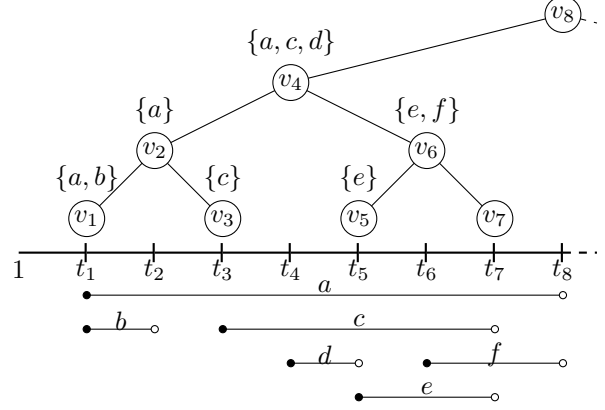 v₈
{a, c, d}
v₄
{a} {e, f}
v₂ v₆
{a, b} {c} {e}
v₁ v₃ v₅ v₇
1 t₁ t₂ t₃ t₄ t₅ t₆ t₇ t₈
a
b c
d f
e